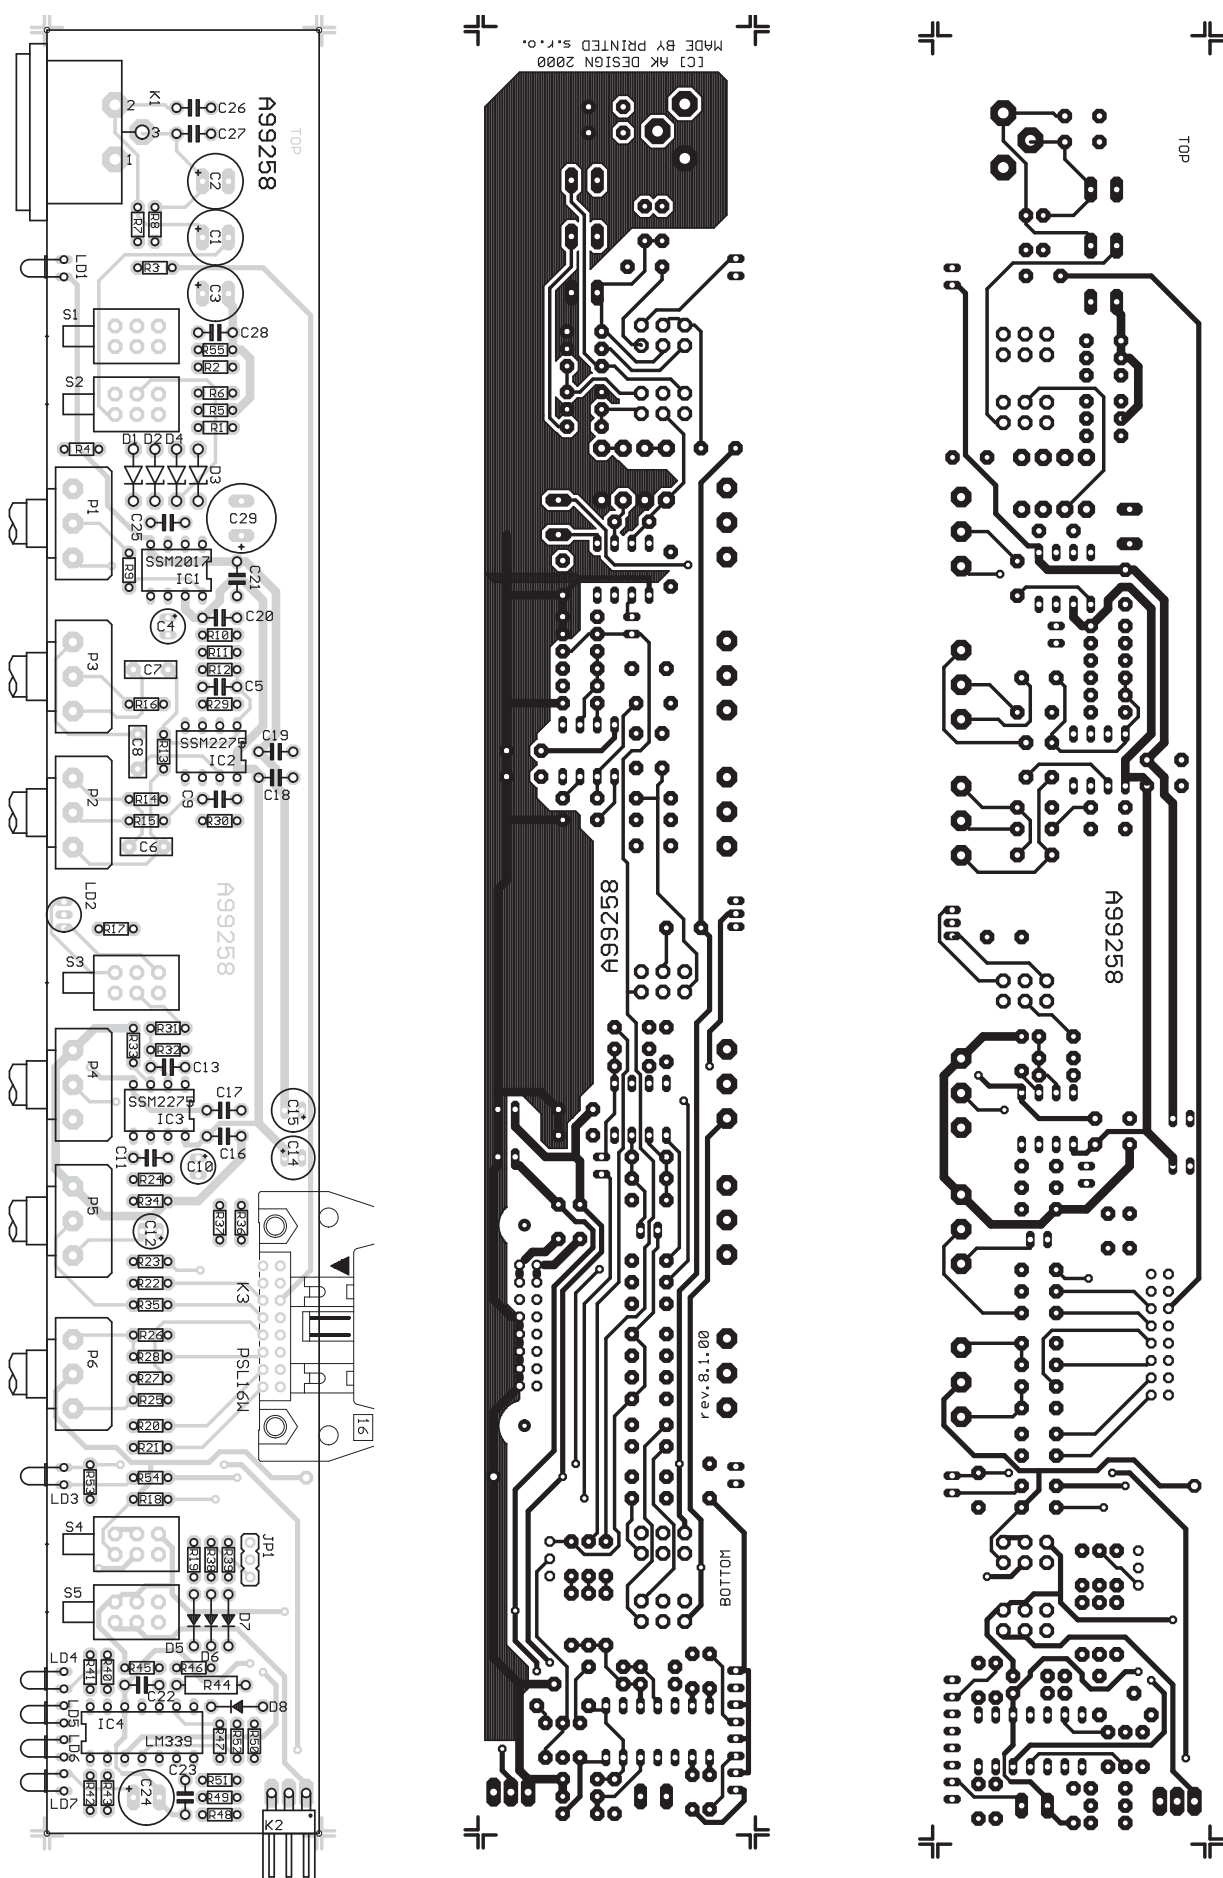 A99258
TOP
K1
2
3
1
C26
C27
C2
C1
C3
R7
R8
R3
LD1
S1
C28
R55
R2
S2
R6
R5
R1
D1
D2
D4
R4
D3
P1
C25
C29
SSM2017
IC1
R9
C21
C4
C20
R10
R11
R12
P3
C7
C5
R16
R29
C8
R13
SSM2275
IC2
C19
C18
P2
R14
C9
R15
R30
C6
LD2
R17
A99258
S3
R31
R33
R32
C13
P4
SSM2275
IC3
C17
C16
C15
C14
C11
C10
R24
R34
P5
C12
R37
R36
R23
R22
R35
K3
PSL16W
16
P6
R26
R28
R27
R25
R20
R21
R54
R53
R18
LD3
S4
R19
R38
R39
JP1
S5
D5
D6
D7
LD4
R41
R40
R45
R46
C22
R44
D8
LD5
IC4
LM339
LD6
R47
R52
R50
C23
C24
R51
R49
R48
R42
R43
LD7
K2
MADE BY PRINTED s.r.o.
[C] AK DESIGN 2000
A99258
rev.8.1.00
BOTTOM
TOP
A99258